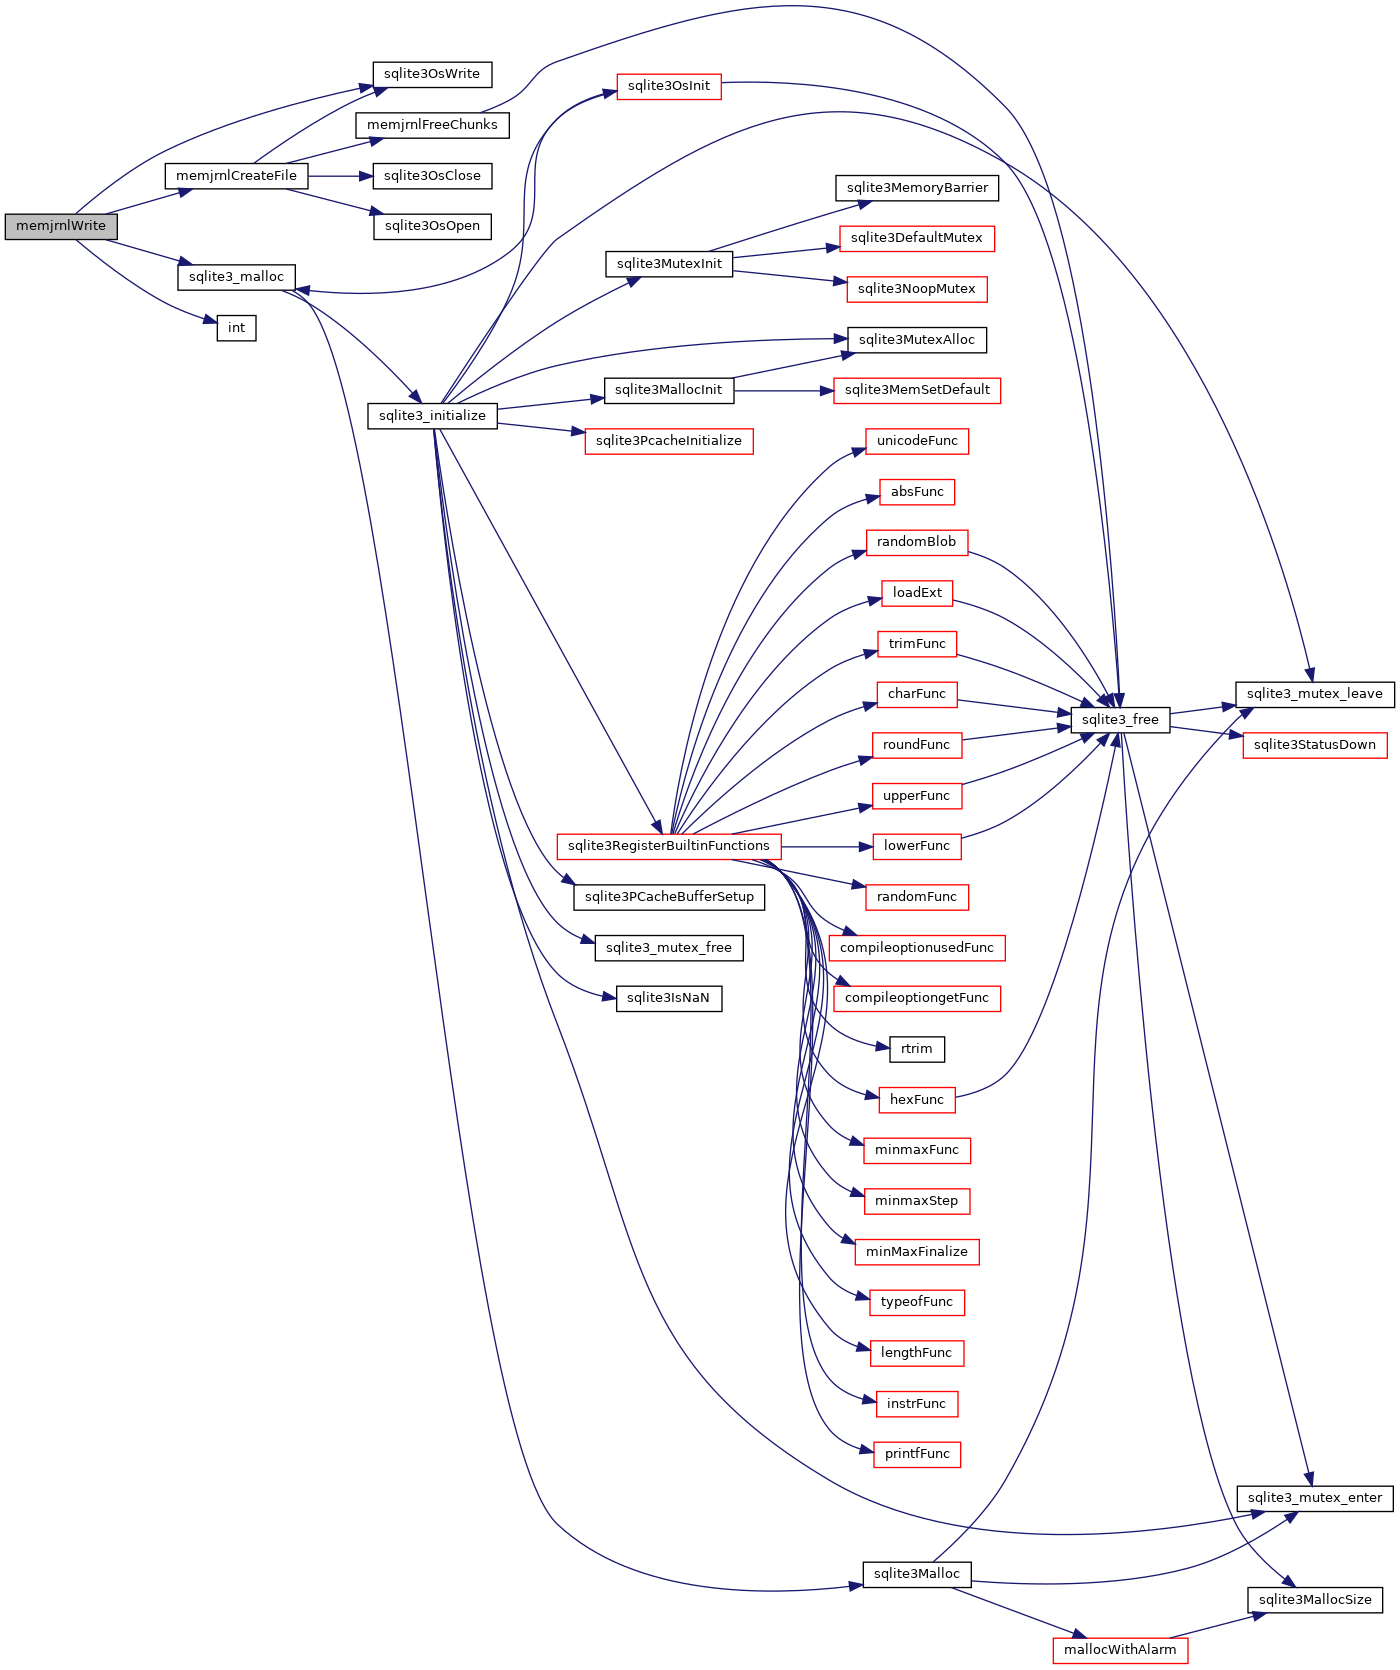 sqlite3OsWrite
sqlite3OsInit
memjrnlFreeChunks
memjrnlCreateFile
sqlite3OsClose
sqlite3MemoryBarrier
memjrnlWrite
sqlite3OsOpen
sqlite3DefaultMutex
sqlite3MutexInit
sqlite3_malloc
sqlite3NoopMutex
int
sqlite3MutexAlloc
sqlite3MallocInit
sqlite3MemSetDefault
sqlite3_initialize
sqlite3PcacheInitialize
unicodeFunc
absFunc
randomBlob
loadExt
trimFunc
charFunc
sqlite3_mutex_leave
sqlite3_free
roundFunc
sqlite3StatusDown
upperFunc
sqlite3RegisterBuiltinFunctions
lowerFunc
sqlite3PCacheBufferSetup
randomFunc
sqlite3_mutex_free
compileoptionusedFunc
sqlite3IsNaN
compileoptiongetFunc
rtrim
hexFunc
minmaxFunc
minmaxStep
minMaxFinalize
typeofFunc
lengthFunc
instrFunc
printfFunc
sqlite3_mutex_enter
sqlite3Malloc
sqlite3MallocSize
mallocWithAlarm